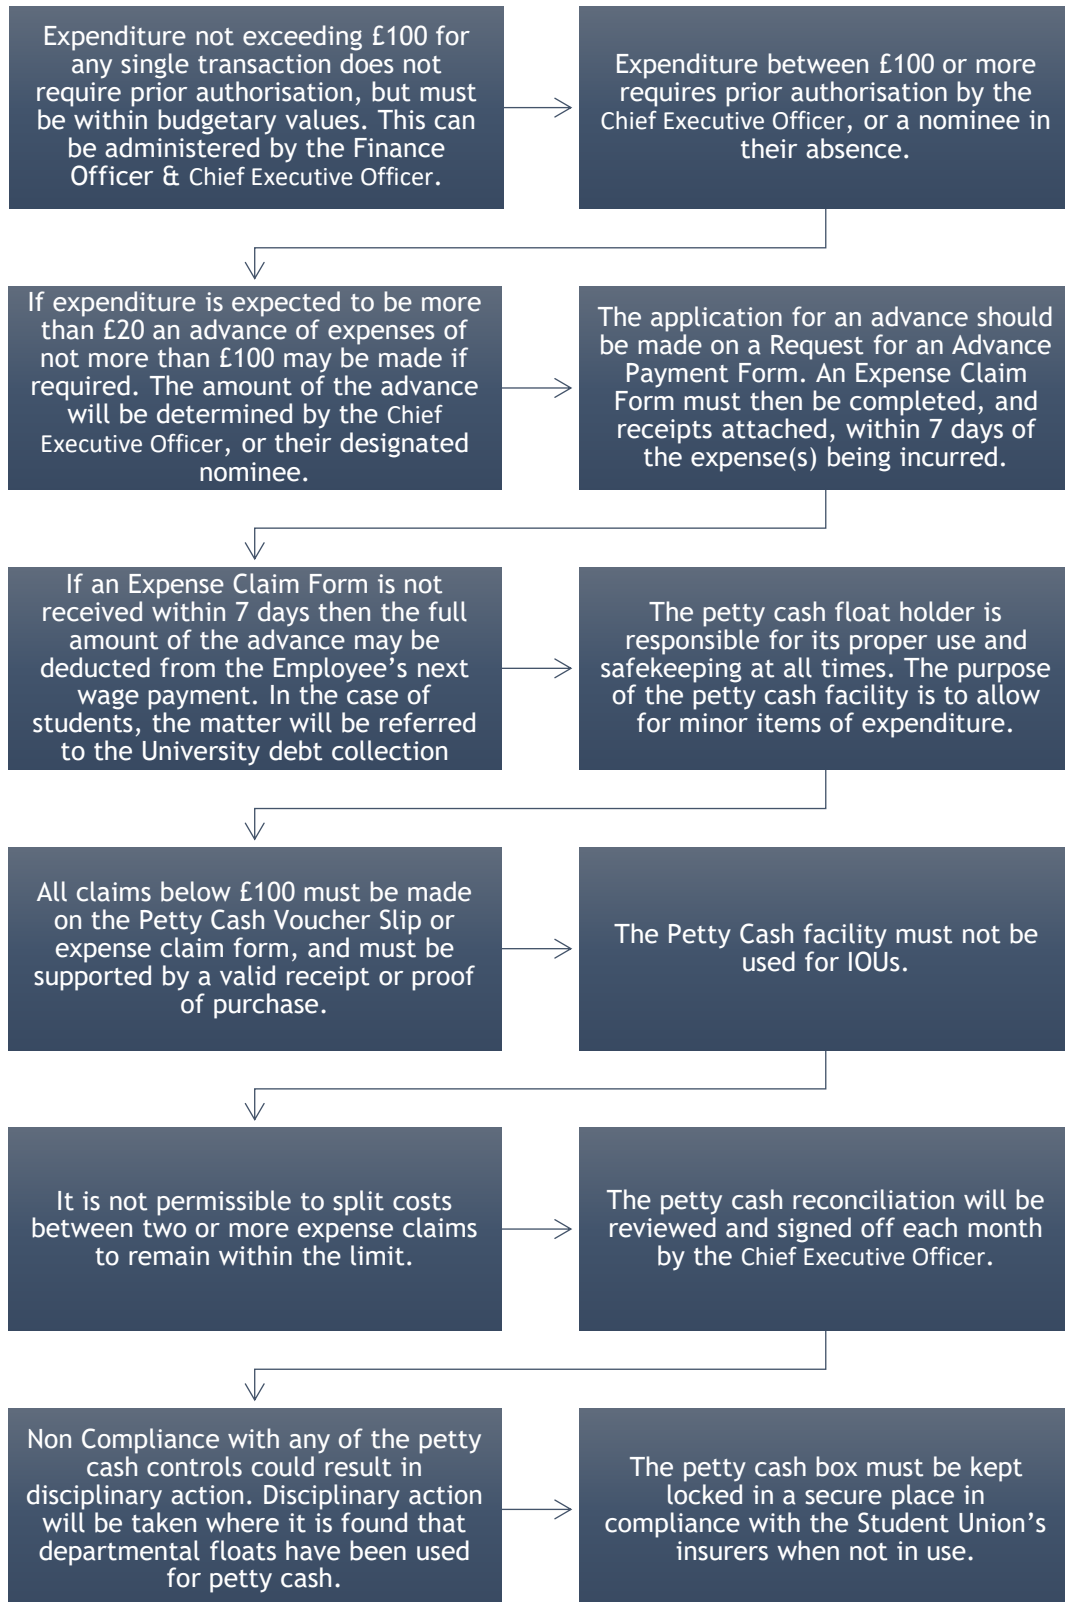 Expenditure not exceeding £100 for
any single transaction does not
require prior authorisation, but must
be within budgetary values. This can
be administered by the Finance
Officer & Chief Executive Officer.
Expenditure between £100 or more
requires prior authorisation by the
Chief Executive Officer, or a nominee in
their absence.
If expenditure is expected to be more
than £20 an advance of expenses of
not more than £100 may be made if
required. The amount of the advance
will be determined by the Chief
Executive Officer, or their designated
nominee.
The application for an advance should
be made on a Request for an Advance
Payment Form. An Expense Claim
Form must then be completed, and
receipts attached, within 7 days of
the expense(s) being incurred.
If an Expense Claim Form is not
received within 7 days then the full
amount of the advance may be
deducted from the Employee’s next
wage payment. In the case of
students, the matter will be referred
to the University debt collection
The petty cash float holder is
responsible for its proper use and
safekeeping at all times. The purpose
of the petty cash facility is to allow
for minor items of expenditure.
All claims below £100 must be made
on the Petty Cash Voucher Slip or
expense claim form, and must be
supported by a valid receipt or proof
of purchase.
The Petty Cash facility must not be
used for IOUs.
It is not permissible to split costs
between two or more expense claims
to remain within the limit.
The petty cash reconciliation will be
reviewed and signed off each month
by the Chief Executive Officer.
Non Compliance with any of the petty
cash controls could result in
disciplinary action. Disciplinary action
will be taken where it is found that
departmental floats have been used
for petty cash.
The petty cash box must be kept
locked in a secure place in
compliance with the Student Union’s
insurers when not in use.